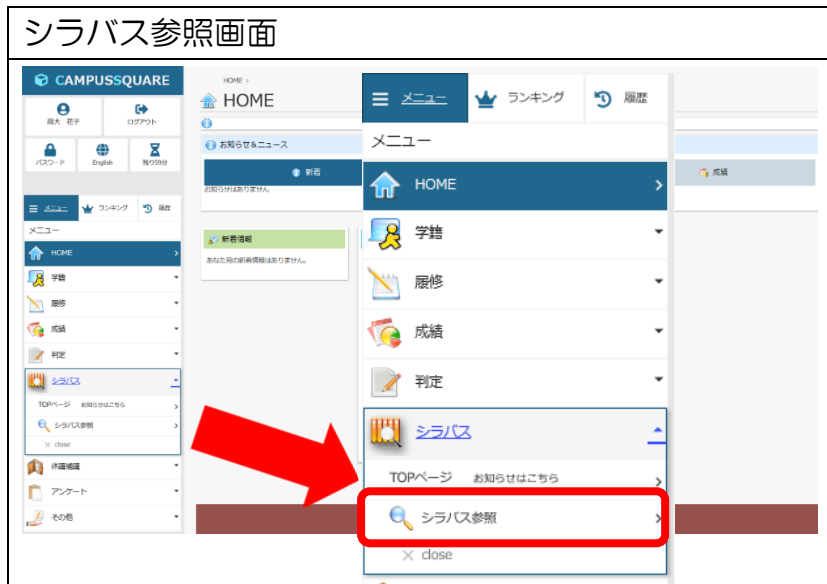 シラバス参照画面
CAMPUSSQUARE
商大 花子
ログアウト
パスワード
English
残り59分
メニュー
ランキング
履歴
メニュー
HOME
学籍
履修
成績
判定
シラバス
TOPページ お知らせはこちら
シラバス参照
close
休講補講
アンケート
その他
HOME
HOME
お知らせ&ニュース
新着
成績
お知らせはありません
新着情報
あなた宛の新着情報はありません。
メニュー
ランキング
履歴
メニュー
HOME
学籍
履修
成績
判定
シラバス
TOPページ お知らせはこちら
シラバス参照
close